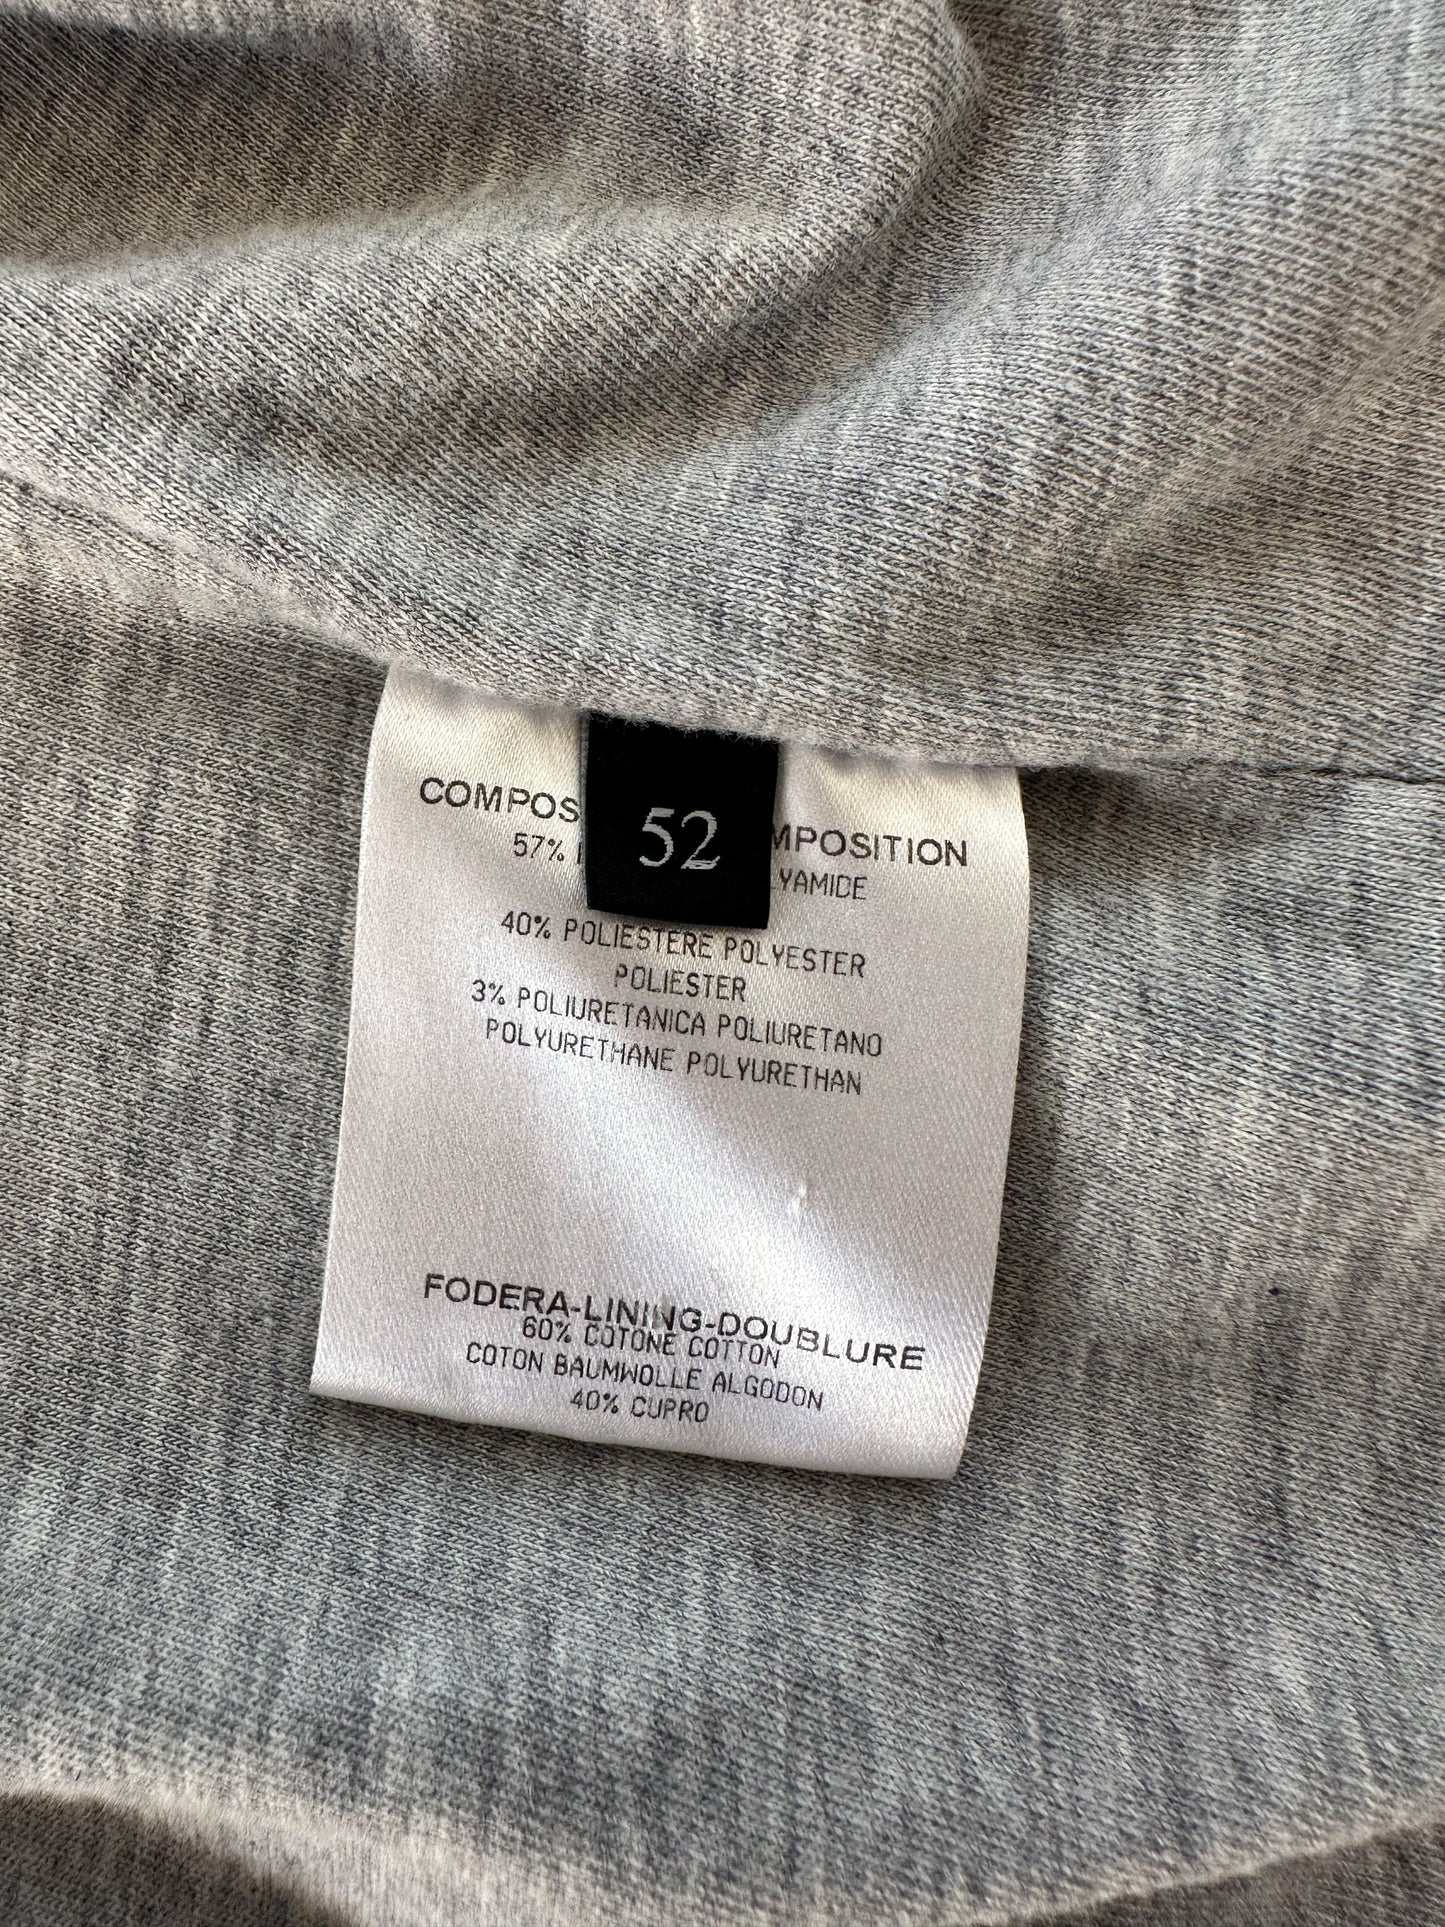 52
COMPOS MPOSITION
57% LYAMIDE
40% POLIESTERE POLYESTER
POLIESTER
3% POLIURETANICA POLIURETANO
POLYURETHANE POLYURETHAN
FODERA-LINING-DOUBLURE
60% COTONE COTTON
COTON BAUMWOLLE ALGODON
40% CUPRO